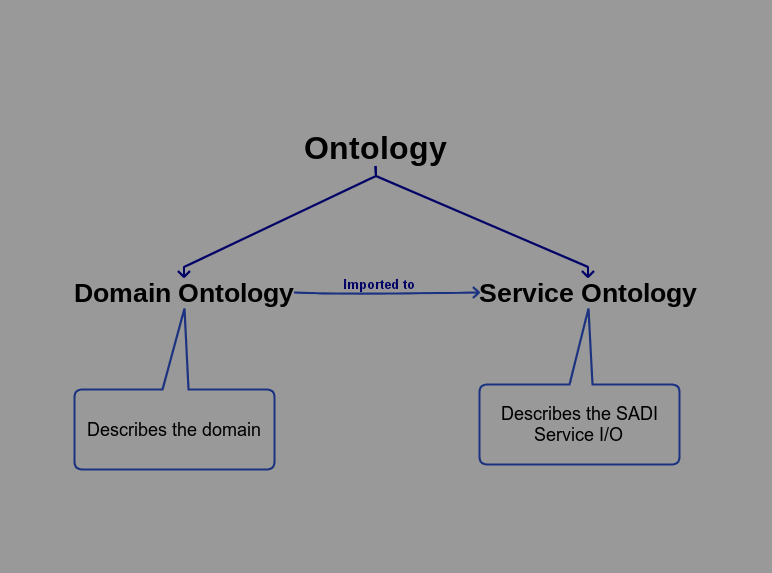 Ontology
Domain Ontology
Imported to
Service Ontology
Describes the domain
Describes the SADI
Service I/O